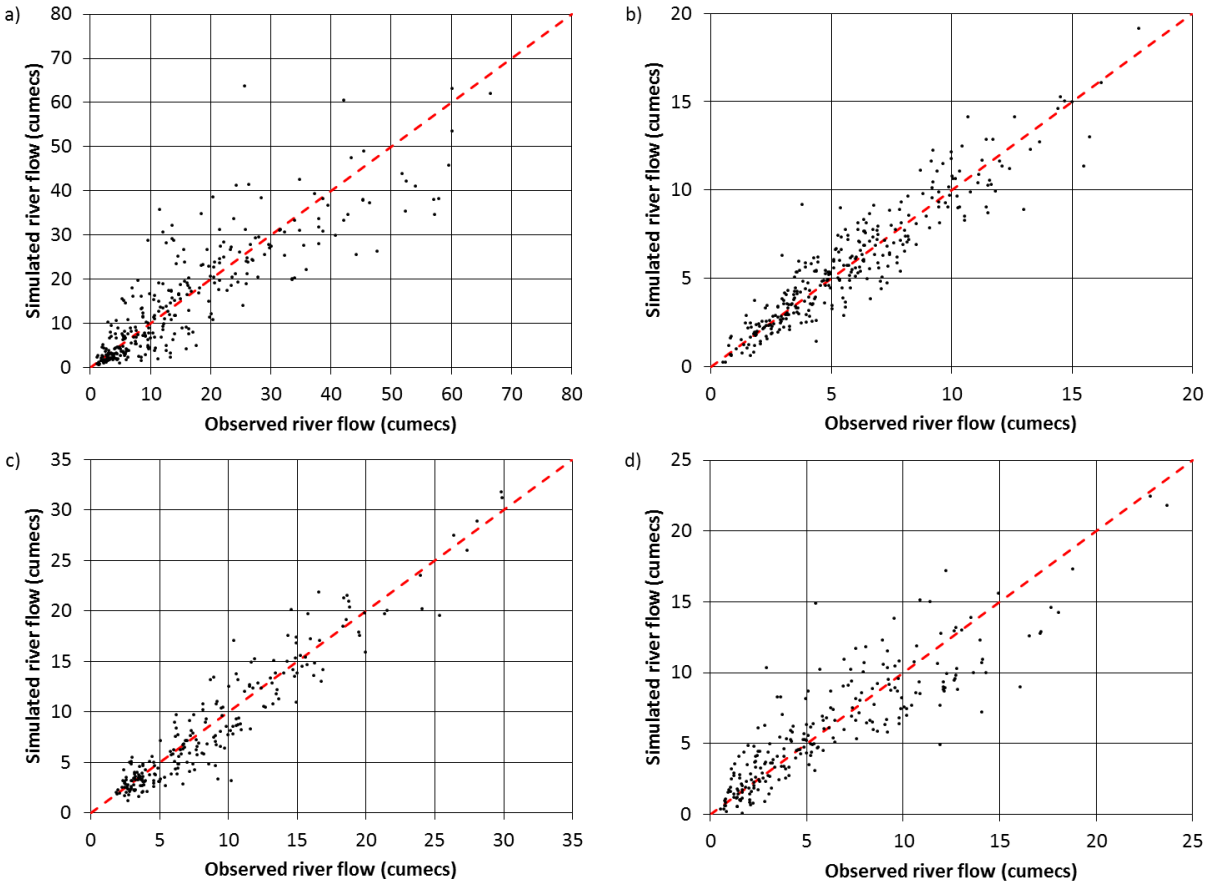 a)
Simulated river flow (cumecs)
80
70
60
50
40
30
20
10
0
0 10 20 30 40 50 60 70 80
Observed river flow (cumecs)
b)
Simulated river flow (cumecs)
20
15
10
5
0
0 5 10 15 20
Observed river flow (cumecs)
c)
Simulated river flow (cumecs)
35
30
25
20
15
10
5
0
0 5 10 15 20 25 30 35
Observed river flow (cumecs)
d)
Simulated river flow (cumecs)
25
20
15
10
5
0
0 5 10 15 20 25
Observed river flow (cumecs)